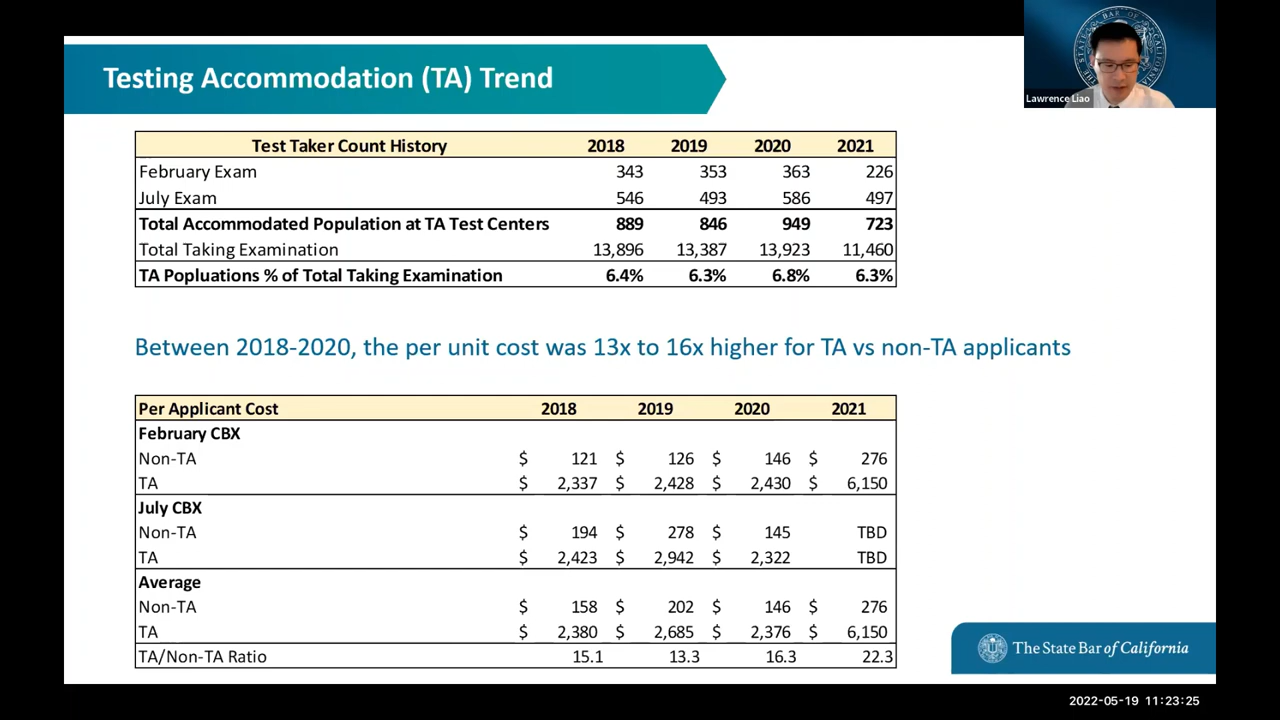 Testing Accommodation (TA) Trend
THE STATE BAR OF CALIFORNIA
Lawrence Liao
Test Taker Count History 2018 2019 2020 2021
February Exam 343 353 363 226
July Exam 546 493 586 497
Total Accommodated Population at TA Test Centers 889 846 949 723
Total Taking Examination 13,896 13,387 13,923 11,460
TA Popluations % of Total Taking Examination 6.4% 6.3% 6.8% 6.3%
Between 2018-2020, the per unit cost was 13x to 16x higher for TA vs non-TA applicants
Per Applicant Cost 2018 2019 2020 2021
February CBX
Non-TA $ 121 $ 126 $ 146 $ 276
TA $ 2,337 $ 2,428 $ 2,430 $ 6,150
July CBX
Non-TA $ 194 $ 278 $ 145 TBD
TA $ 2,423 $ 2,942 $ 2,322 TBD
Average
Non-TA $ 158 $ 202 $ 146 $ 276
TA $ 2,380 $ 2,685 $ 2,376 $ 6,150
TA/Non-TA Ratio 15.1 13.3 16.3 22.3
The State Bar of California
2022-05-19 11:23:25